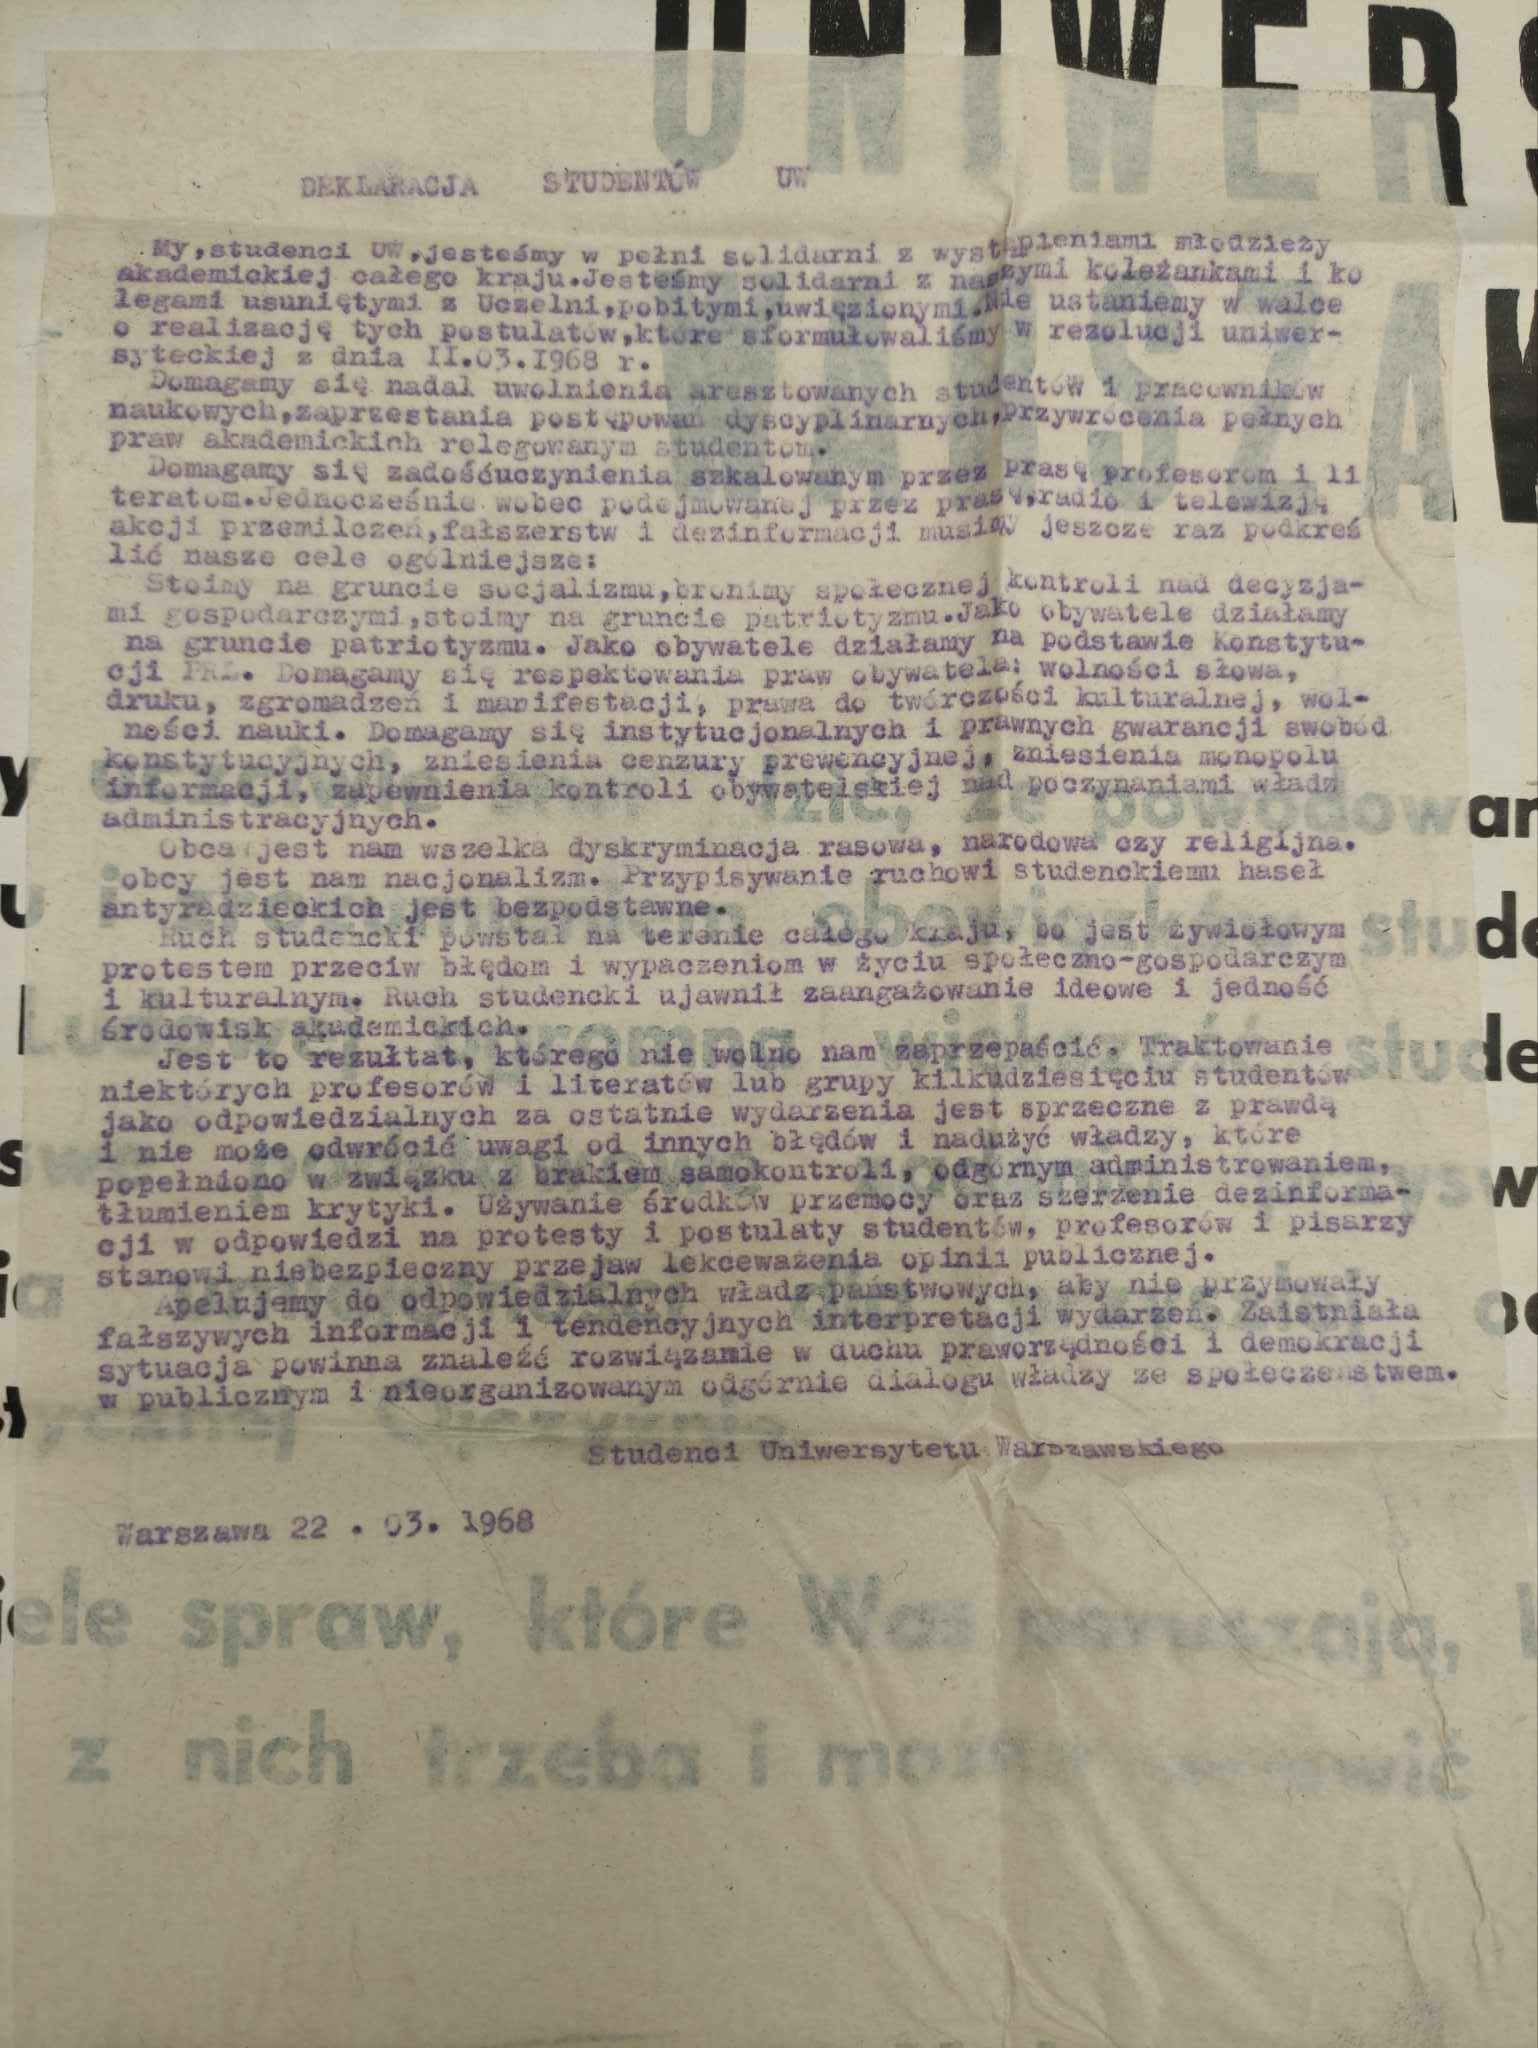 UNIWERS
DEKLARACJA STUDENTÓW UW
My,studenci UW,jesteśmy w pełni solidarni z wystąpieniami młodzieży
akademickiej całego kraju.Jesteśmy solidarni z naszymi koleżankami i ko
legami usuniętymi z Uczelni,pobitymi,uwięzionymi.Nie ustaniemy w walce
o realizację tych postulatów,które sformułowaliśmy w rezolucji uniwer-
syteckiej z dnia II.03.1968 r.
Domagamy się nadal uwolnienia aresztowanych studentów i pracowników
naukowych,zaprzestania postępowań dyscyplinarnych,przywrócenia pełnych
praw akademickich relegowanym studentom.
Domagamy się zadośćuczynienia szkalowanym przez prasę profesorom i li
teratom.Jednocześnie wobec podejmowanej przez prasę,radio i telewizję
akcji przemilczeń,fałszerstw i dezinformacji musimy jeszcze raz podkreś
lić nasze cele ogólniejsze:
Stoimy na gruncie socjalizmu,bronimy społecznej kontroli nad decyzja-
mi gospodarczymi,stoimy na gruncie patriotyzmu.Jako obywatele działamy
na gruncie patriotyzmu. Jako obywatele działamy na podstawie Konstytu-
cji PRL. Domagamy się respektowania praw obywatela: wolności słowa,
druku, zgromadzeń i manifestacji, prawa do twórczości kulturalnej, wol-
ności nauki. Domagamy się instytucjonalnych i prawnych gwarancji swobód
konstytucyjnych, zniesienia cenzury prewencyjnej, zniesienia monopolu
informacji, zapewnienia kontroli obywatelskiej nad poczynaniami władz
administracyjnych.
Obca jest nam wszelka dyskryminacja rasowa, narodowa czy religijna.
obcy jest nam nacjonalizm. Przypisywanie ruchowi studenckiemu haseł
antyradzieckich jest bezpodstawne.
Ruch studencki powstał na terenie całego kraju, bo jest żywiołowym
protestem przeciw błędom i wypaczeniom w życiu społeczno-gospodarczym
i kulturalnym. Ruch studencki ujawnił zaangażowanie ideowe i jedność
środowisk akademickich.
Jest to rezultat, którego nie wolno nam zaprzepaścić. Traktowanie
niektórych profesorów i literatów lub grupy kilkudziesięciu studentów
jako odpowiedzialnych za ostatnie wydarzenia jest sprzeczne z prawdą
i nie może odwrócić uwagi od innych błędów i nadużyć władzy, które
popełniono w związku z brakiem samokontroli, odgórnym administrowaniem,
tłumieniem krytyki. Używanie środków przemocy oraz szerzenie dezinforma-
cji w odpowiedzi na protesty i postulaty studentów, profesorów i pisarzy
stanowi niebezpieczny przejaw lekceważenia opinii publicznej.
Apelujemy do odpowiedzialnych władz państwowych, aby nie przymowały
fałszywych informacji i tendencyjnych interpretacji wydarzeń. Zaistniała
sytuacja powinna znaleźć rozwiązanie w duchu praworządności i demokracji
w publicznym i nieorganizowanym odgórnie dialogu władzy ze społeczeństwem.
Studenci Uniwersytetu Warszawskiego
Warszawa 22 . 03. 1968
iele spraw, które Was poruszają,
z nich trzeba i można